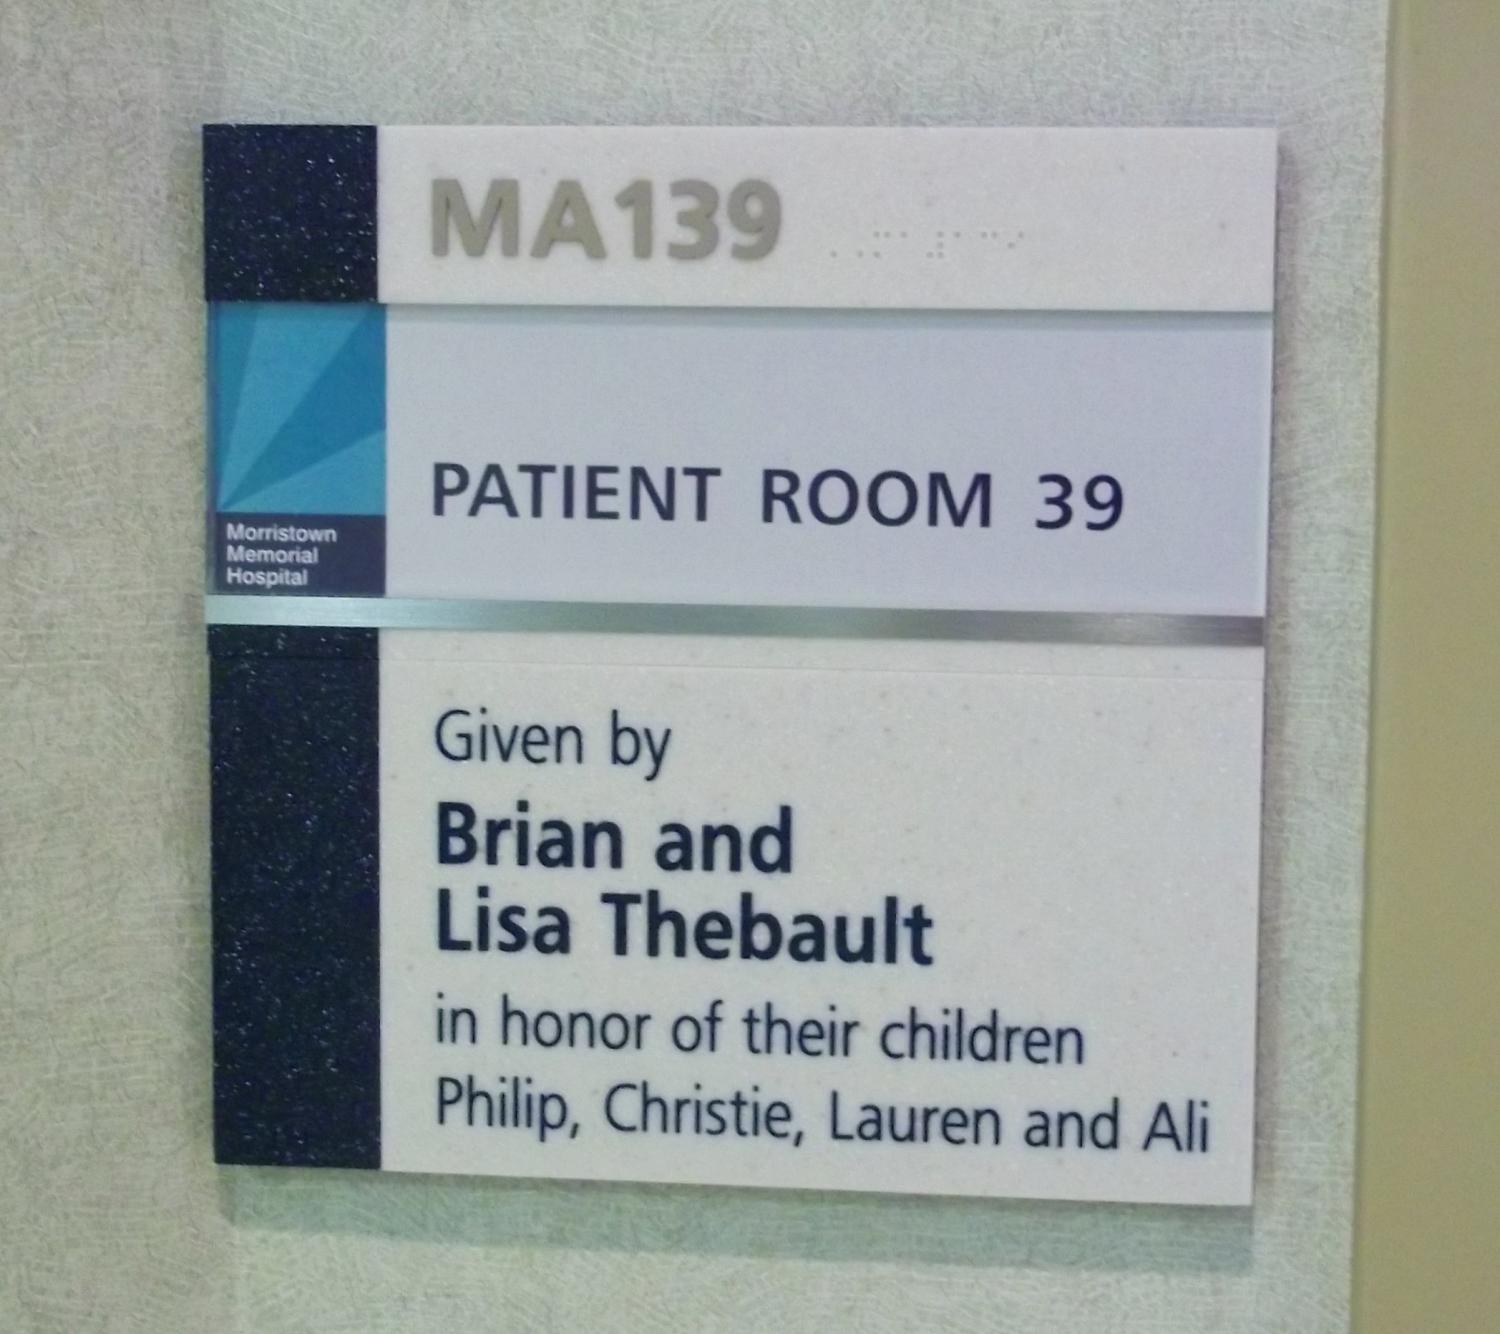 MA139
PATIENT ROOM 39
Morristown
Memorial
Hospital
Given by
Brian and
Lisa Thebault
in honor of their children
Philip, Christie, Lauren and Ali